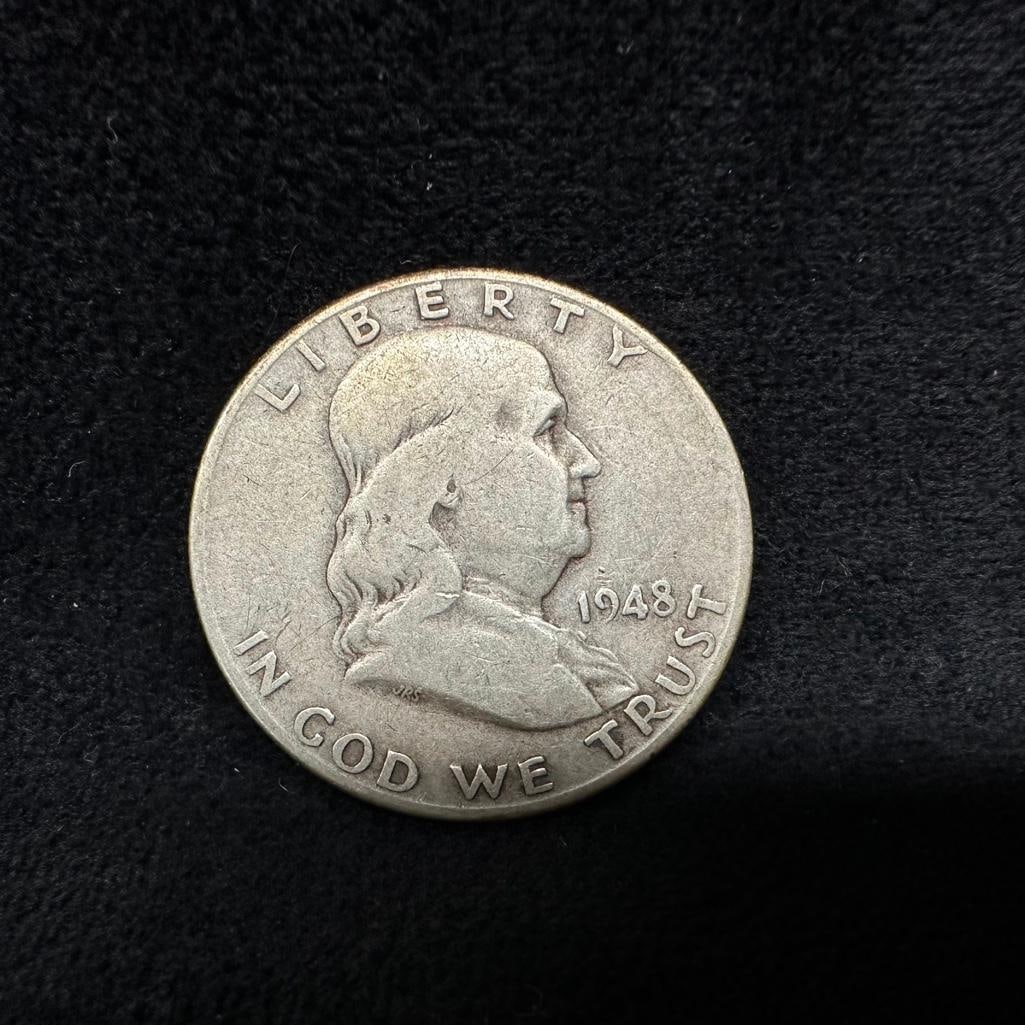 LIBERTY
1948
JRS
IN GOD WE TRUST